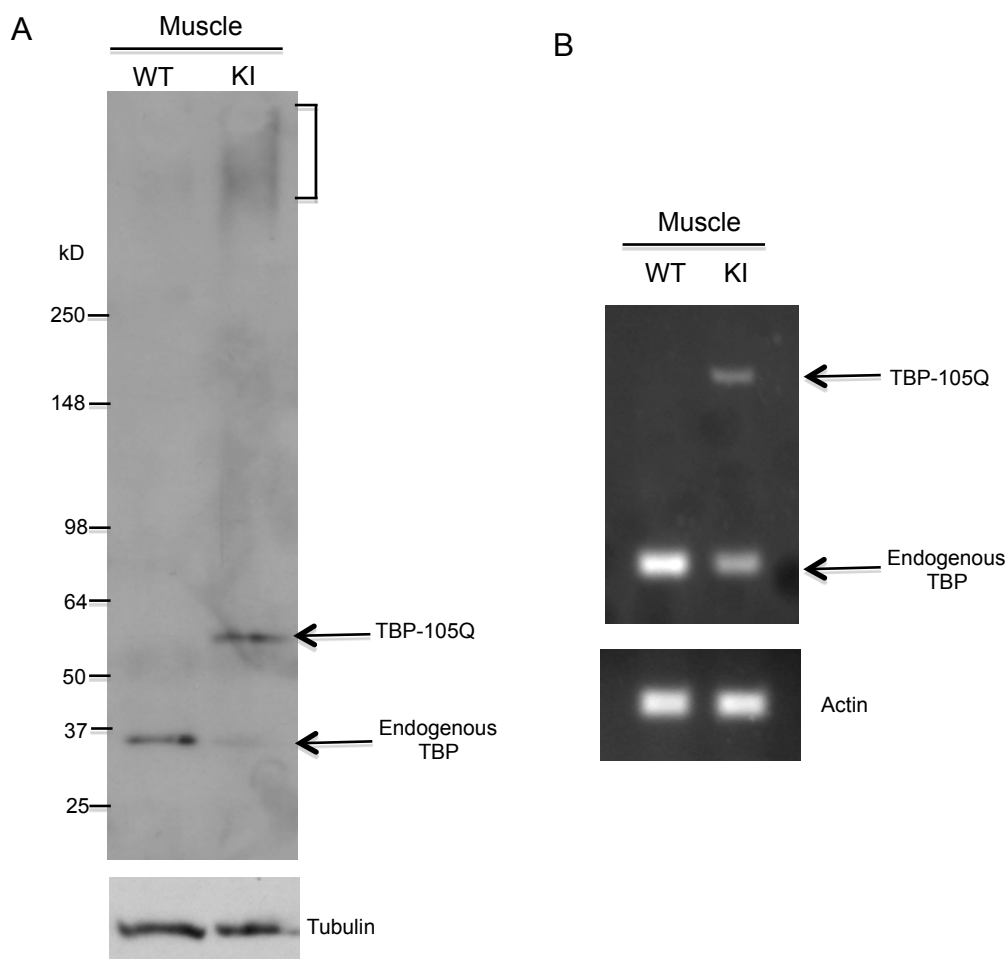 A
Muscle
WT
KI
kD
250
148
98
64
50
37
25
TBP-105Q
Endogenous
TBP
Tubulin
B
Muscle
WT
KI
TBP-105Q
Endogenous
TBP
Actin